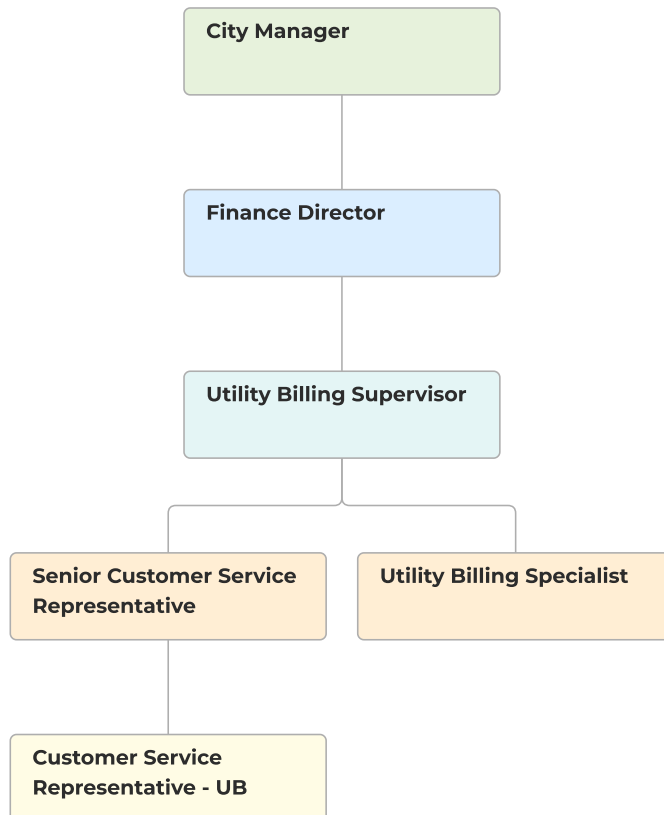 City Manager
Finance Director
Utility Billing Supervisor
Senior Customer Service
Representative
Utility Billing Specialist
Customer Service
Representative - UB